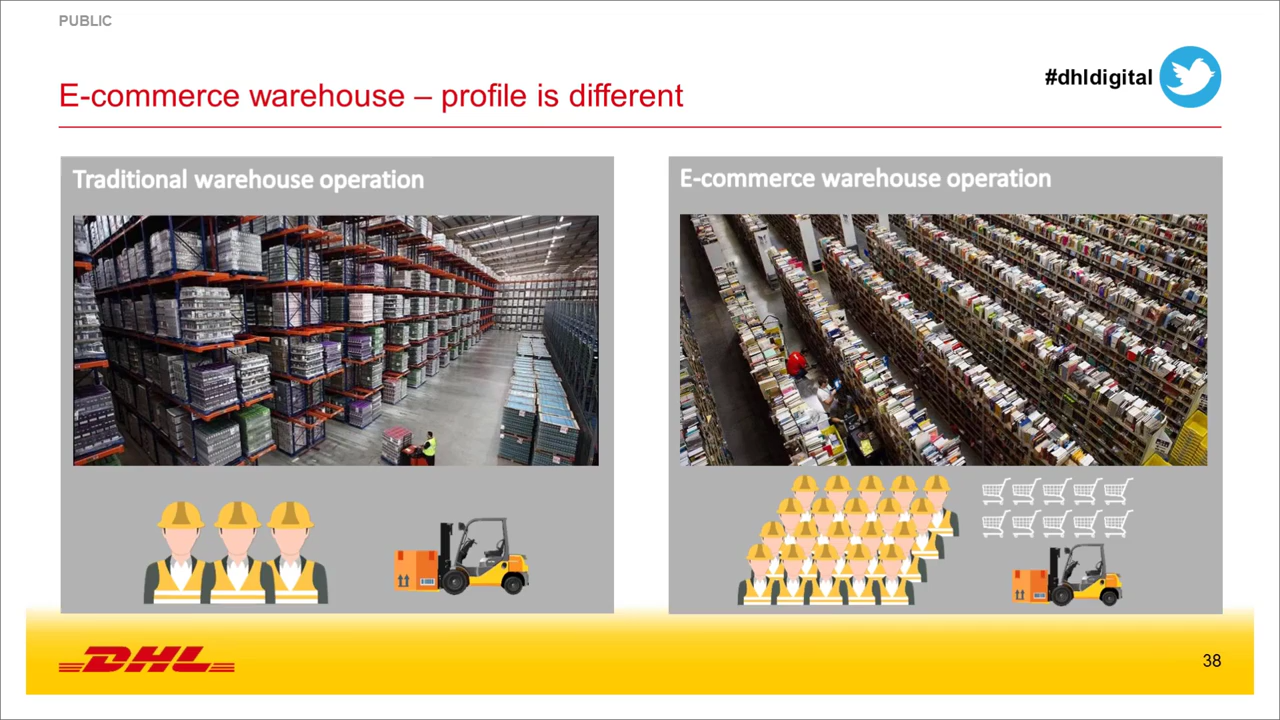 PUBLIC
#dhldigital
E-commerce warehouse – profile is different
Traditional warehouse operation
E-commerce warehouse operation
DHL
38